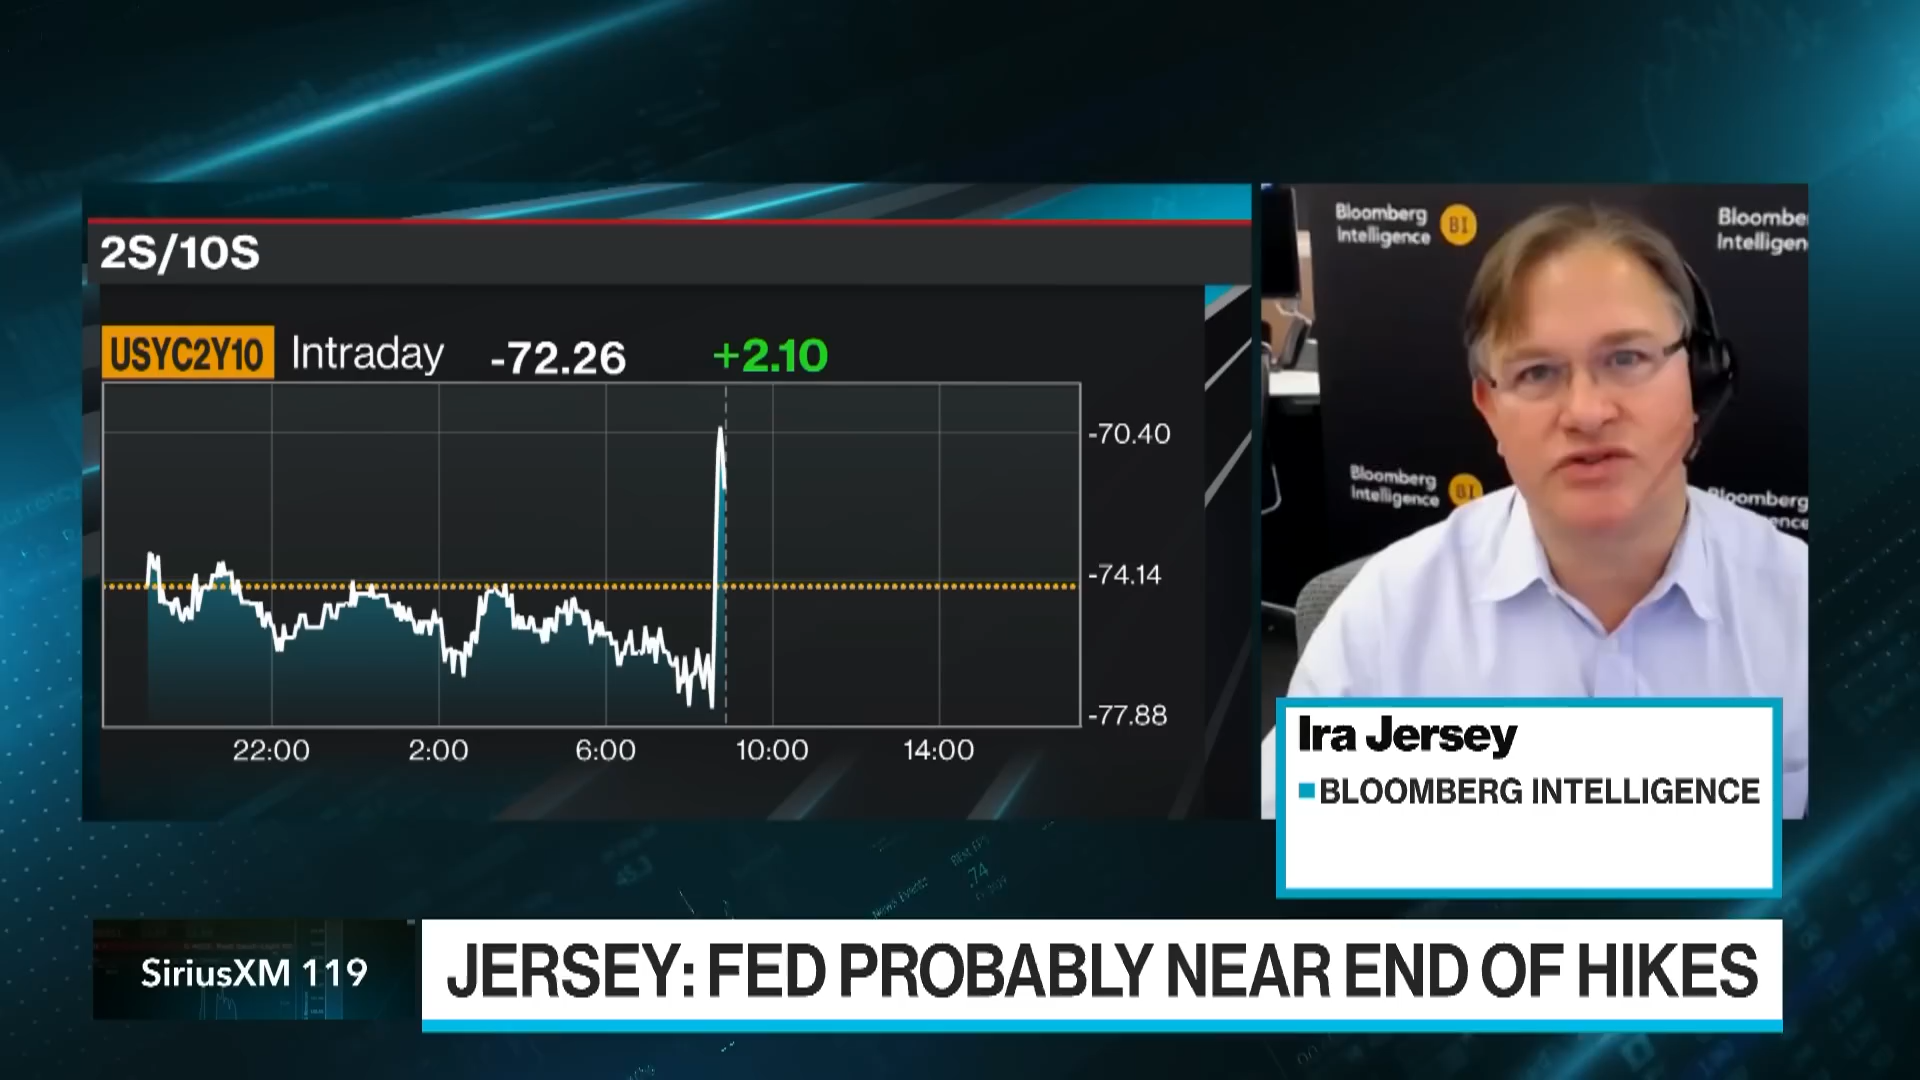 2S/10S
USYC2Y10 Intraday -72.26 +2.10
-70.40
-74.14
-77.88
22:00 2:00 6:00 10:00 14:00
Bloomberg
Intelligence
BI
Bloomberg
Intelligence
BI
Ira Jersey
BLOOMBERG INTELLIGENCE
SiriusXM 119
JERSEY: FED PROBABLY NEAR END OF HIKES